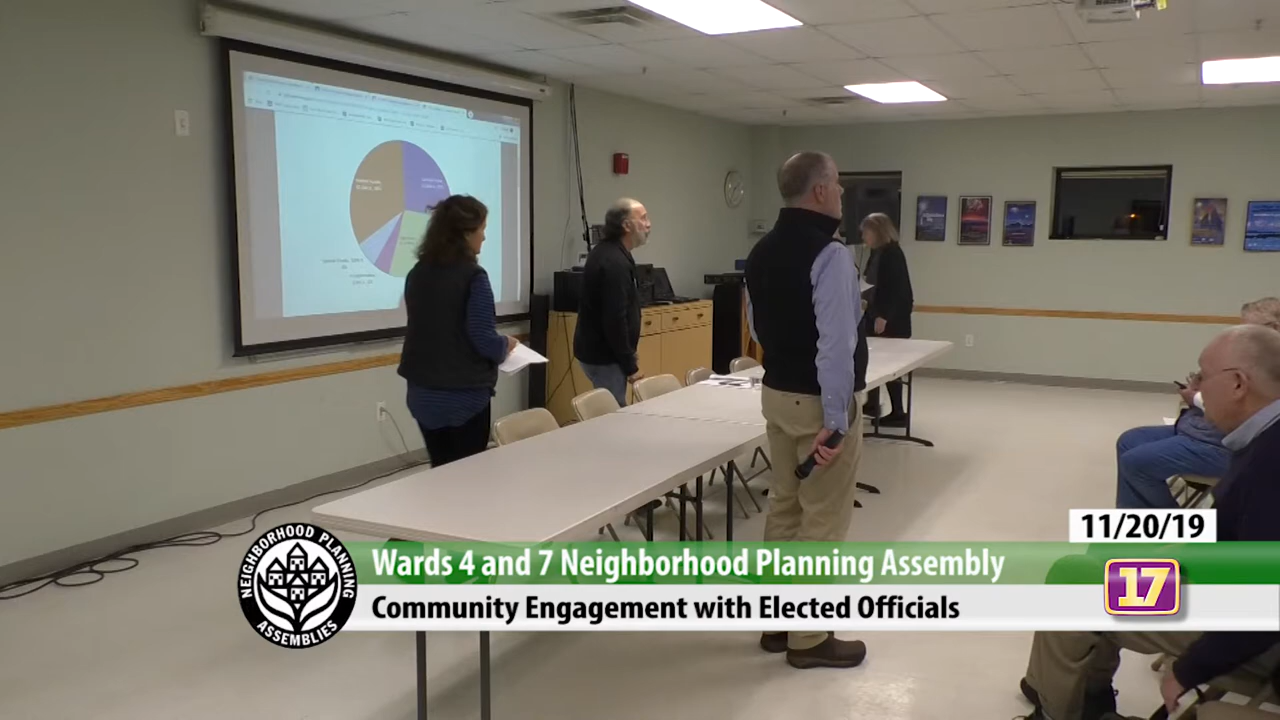 11/20/19
NEIGHBORHOOD PLANNING
ASSEMBLIES
Wards 4 and 7 Neighborhood Planning Assembly
17
Community Engagement with Elected Officials